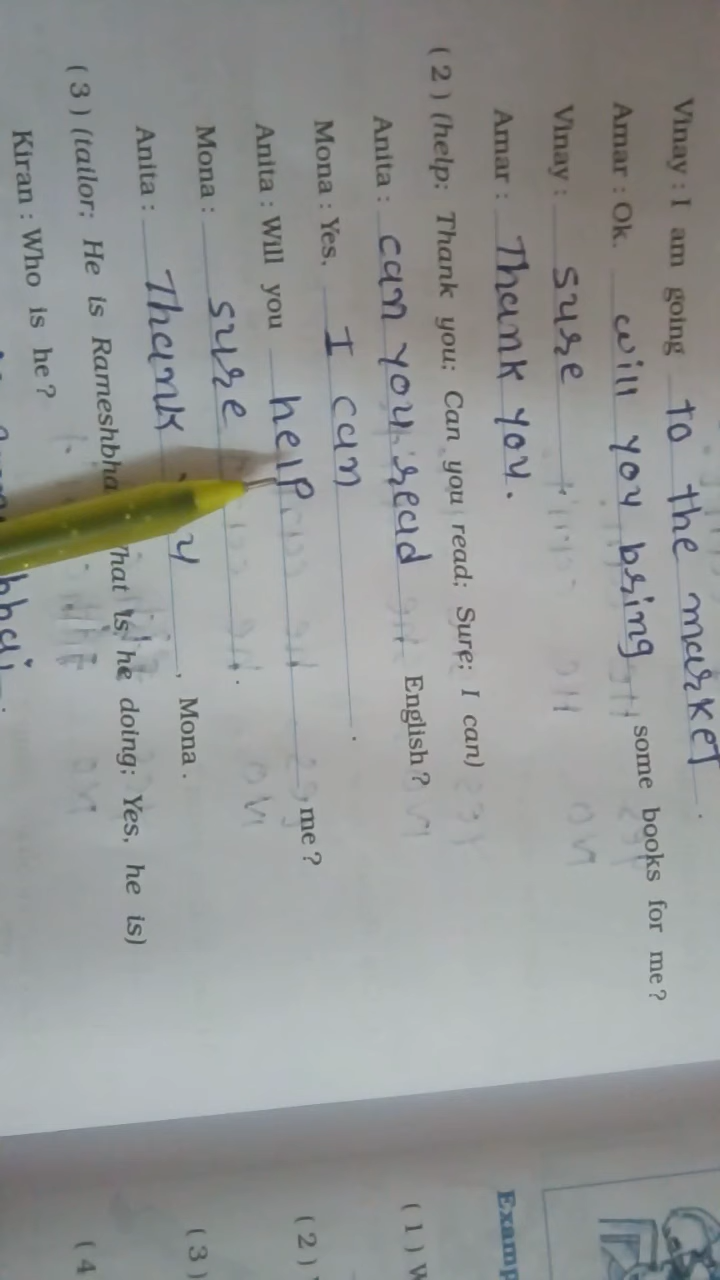 Vinay : I am going to the market.
Amar : Ok. will you bring some books for me?
Vinay : sure
Amar : Thank you.
(2) (help; Thank you; Can you read; Sure; I can)
Anita : can you read English?
Mona : Yes, I can.
Anita : Will you help me?
Mona : sure.
Anita : Thank y, Mona.
(3) (tailor; He is Rameshbha That is he doing; Yes, he is)
Kiran : Who is he?
bhai.
Examp
(1) W
(2)
(3)
(4